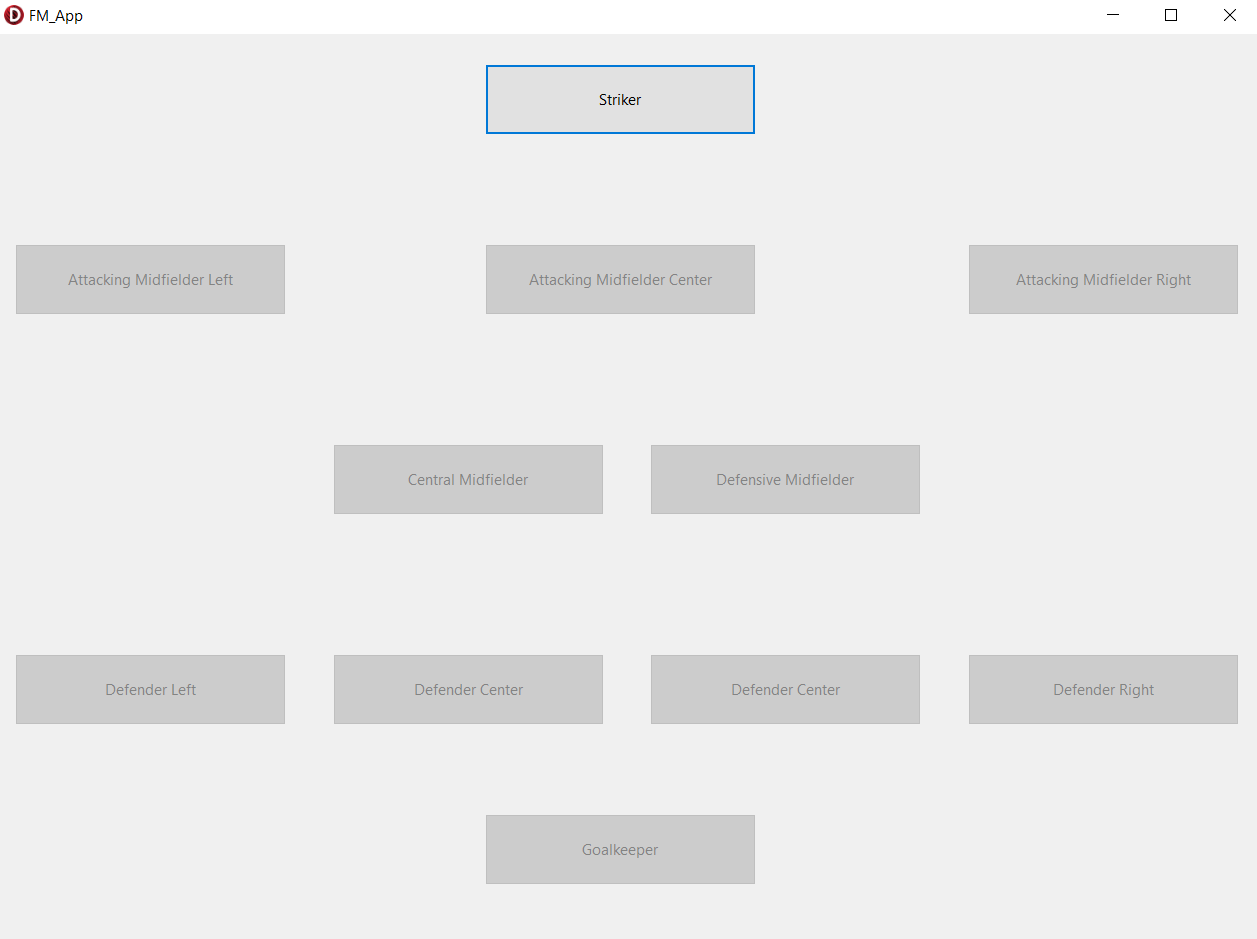 FM_App
Striker
Attacking Midfielder Left
Attacking Midfielder Center
Attacking Midfielder Right
Central Midfielder
Defensive Midfielder
Defender Left
Defender Center
Defender Center
Defender Right
Goalkeeper